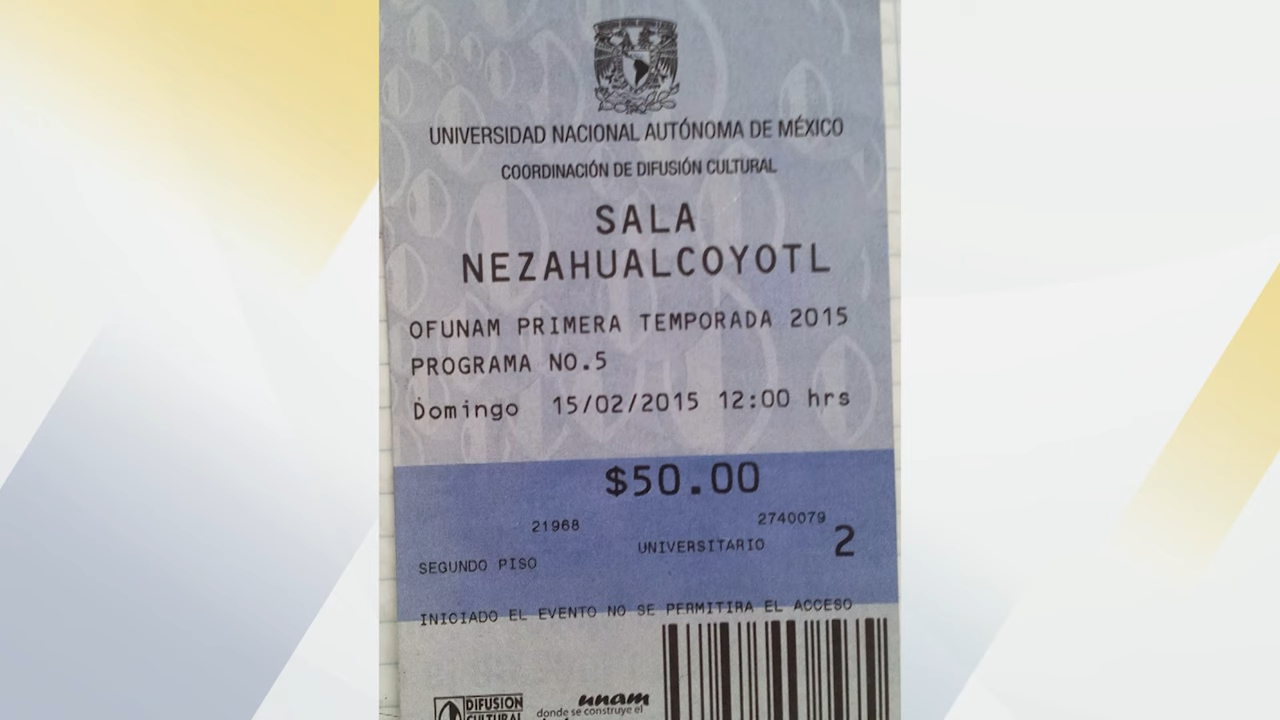 UNIVERSIDAD NACIONAL AUTÓNOMA DE MÉXICO
COORDINACIÓN DE DIFUSIÓN CULTURAL
SALA
NEZAHUALCOYOTL
OFUNAM PRIMERA TEMPORADA 2015
PROGRAMA NO.5
Domingo 15/02/2015 12:00 hrs
$50.00
21968 2740079
UNIVERSITARIO 2
SEGUNDO PISO
INICIADO EL EVENTO NO SE PERMITIRA EL ACCESO
DIFUSION
CULTURAL
unam
donde se construye el